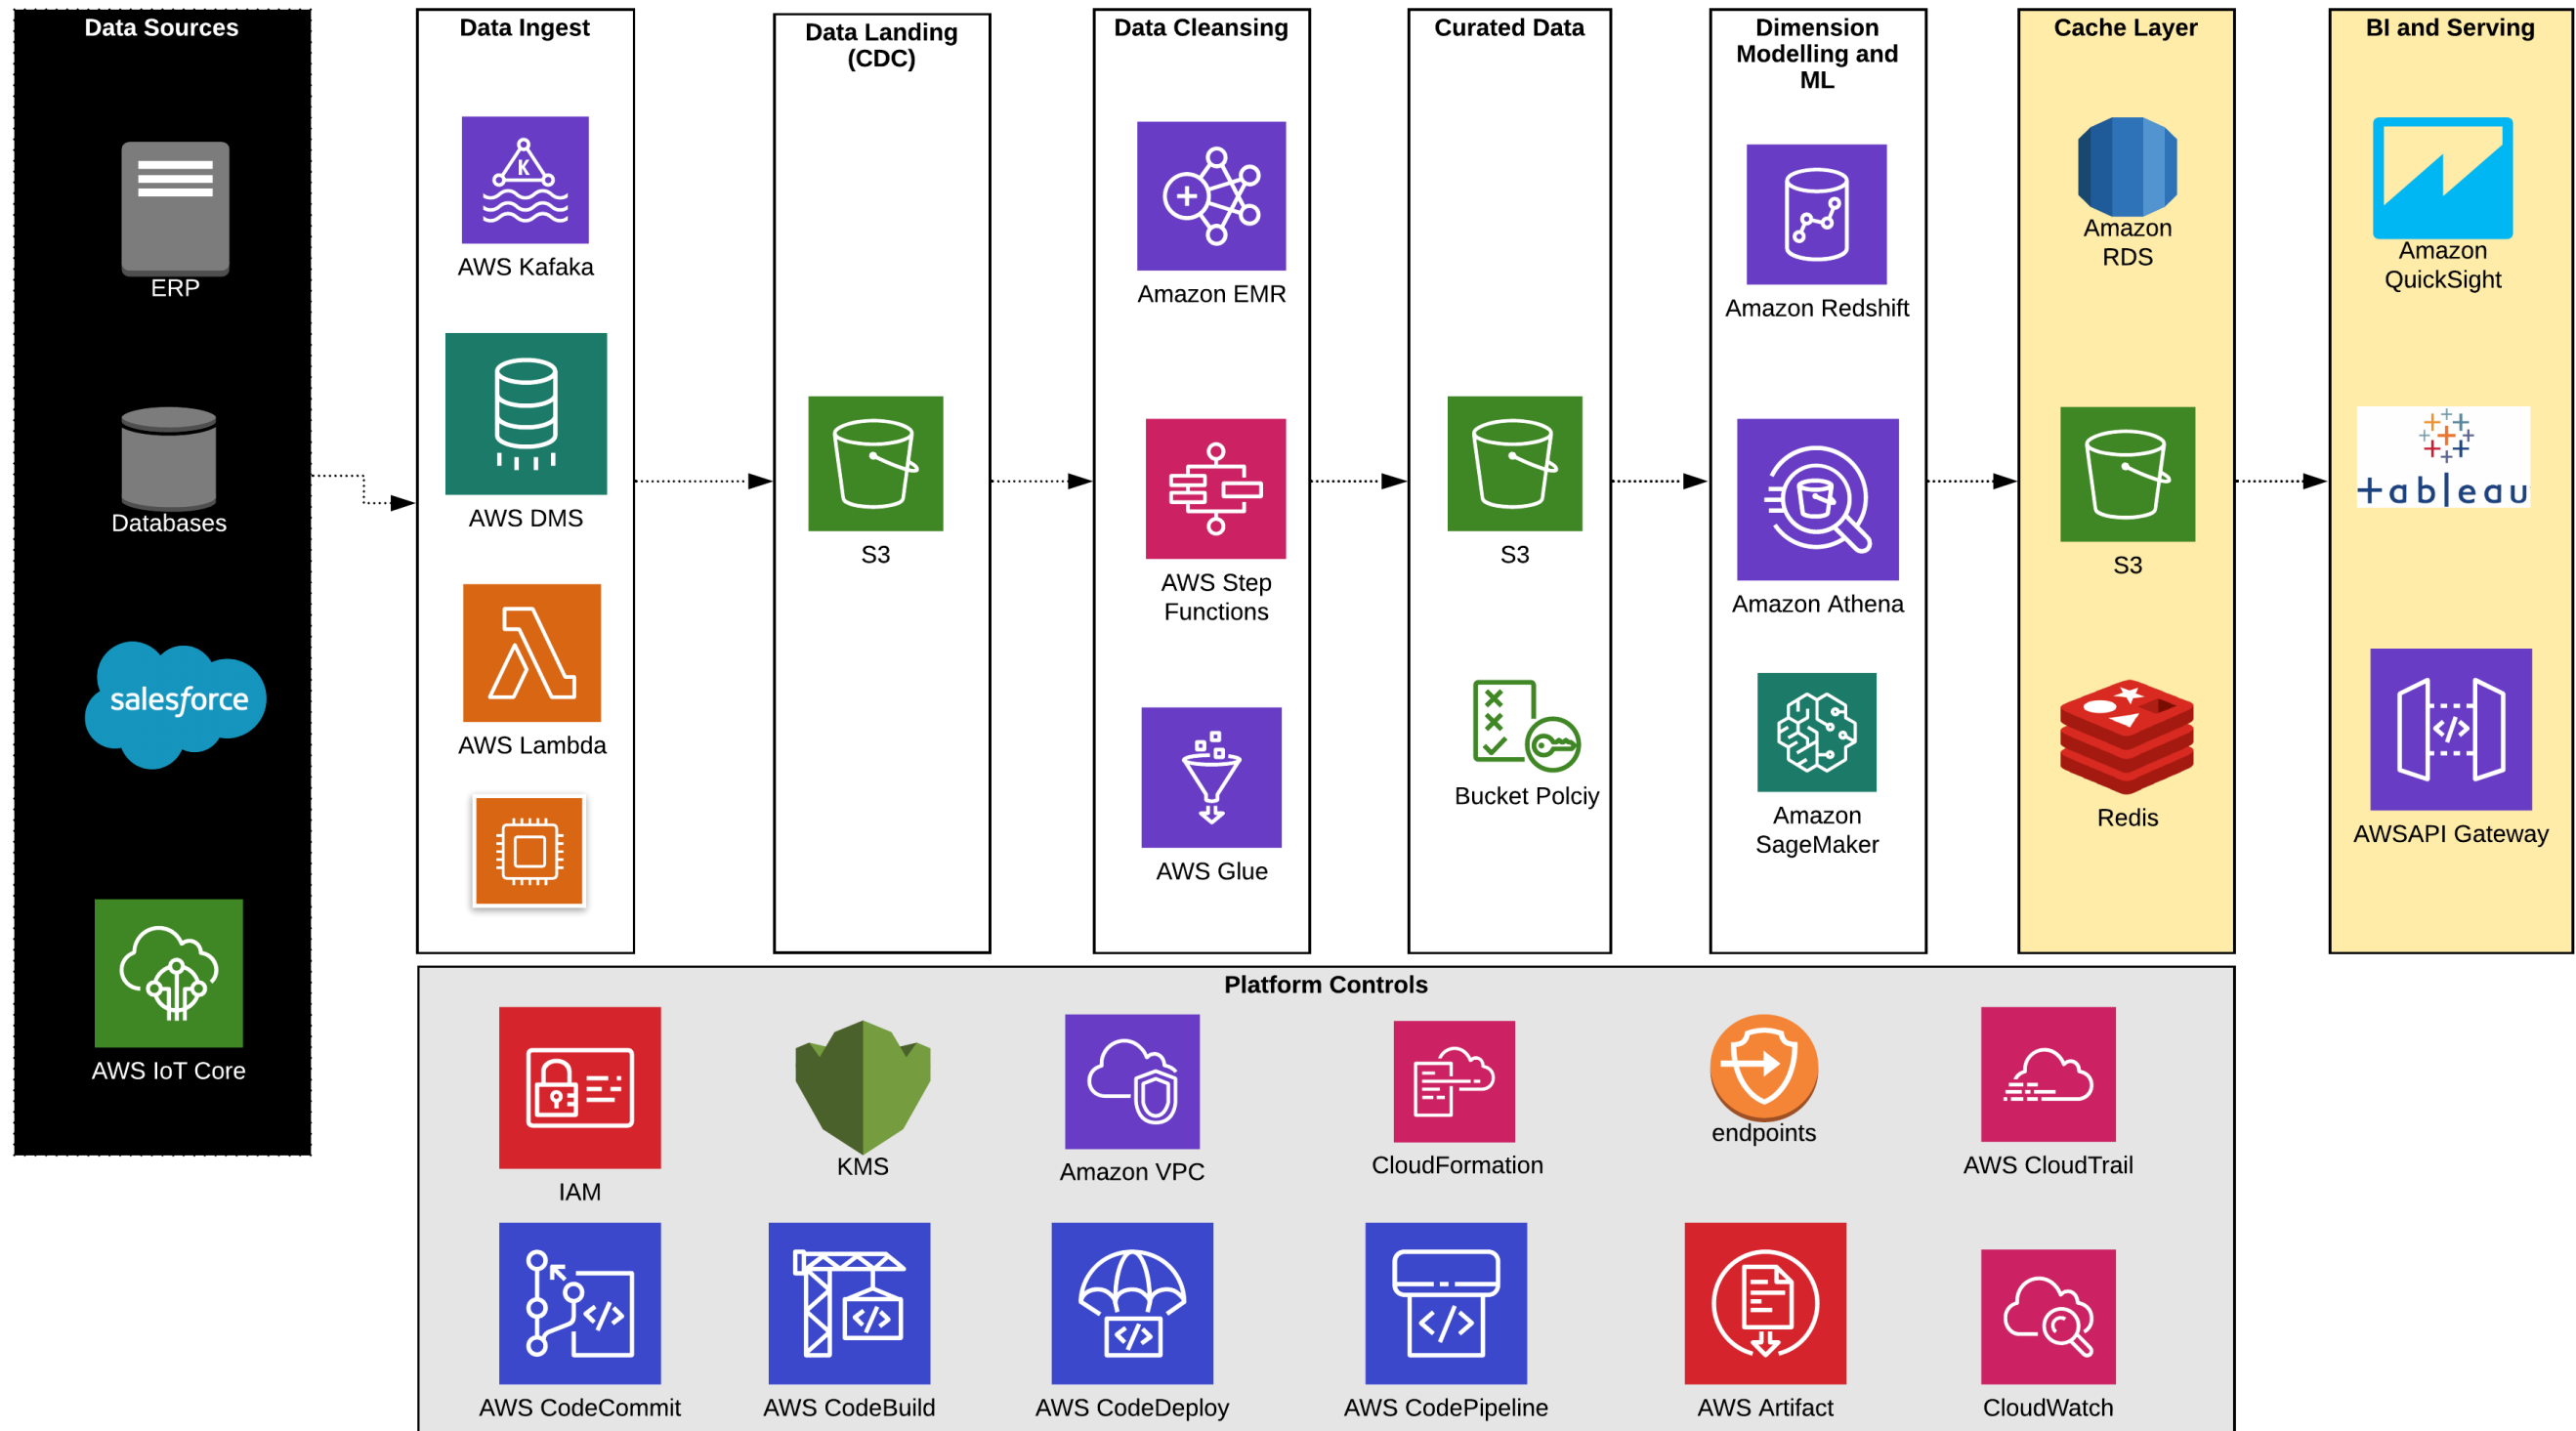 Data Sources
ERP
Databases
salesforce
AWS IoT Core
Data Ingest
K
AWS Kafaka
AWS DMS
AWS Lambda
Data Landing
(CDC)
S3
Data Cleansing
Amazon EMR
AWS Step
Functions
AWS Glue
Curated Data
S3
Bucket Polciy
Dimension
Modelling and
ML
Amazon Redshift
Amazon Athena
Amazon
SageMaker
Cache Layer
Amazon
RDS
S3
Redis
BI and Serving
Amazon
QuickSight
+ableau
AWSAPI Gateway
Platform Controls
IAM
KMS
Amazon VPC
CloudFormation
endpoints
AWS CloudTrail
AWS CodeCommit
AWS CodeBuild
AWS CodeDeploy
AWS CodePipeline
AWS Artifact
CloudWatch